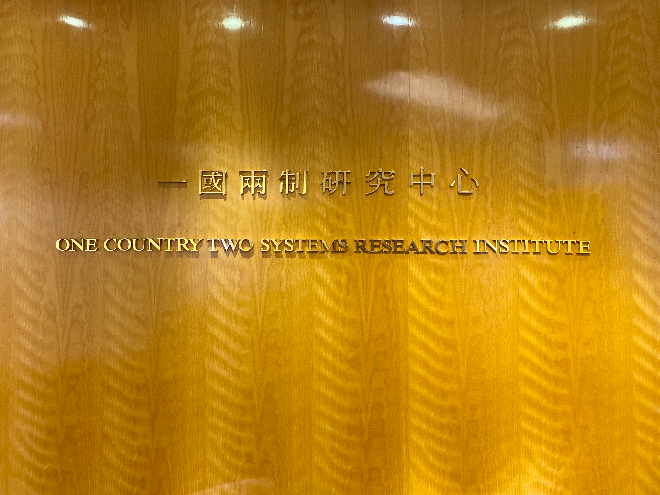 一國兩制研究中心
ONE COUNTRY TWO SYSTEMS RESEARCH INSTITUTE